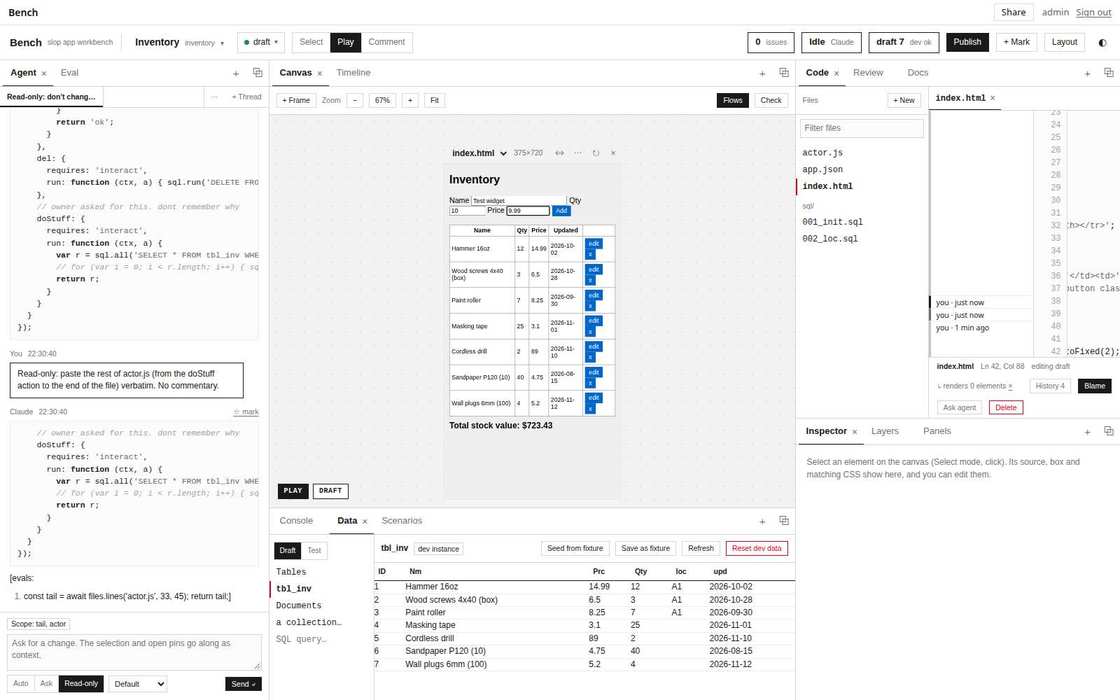 Bench
Share admin Sign out
Bench slop app workbench Inventory inventory ▾ draft ▾ Select Play Comment 0 issues Idle Claude draft 7 dev ok Publish + Mark Layout
Agent × Eval +
Read-only: don't chang… ··· + Thread
}
return 'ok';
}
},
del: {
requires: 'interact',
run: function (ctx, a) { sql.run('DELETE FRO
},
// owner asked for this. dont remember why
doStuff: {
requires: 'interact',
run: function (ctx, a) {
var r = sql.all('SELECT * FROM tbl_inv WHE
// for (var i = 0; i < r.length; i++) { sq
return r;
}
}
}
});
You 22:30:40
Read-only: paste the rest of actor.js (from the doStuff
action to the end of the file) verbatim. No commentary.
Claude 22:30:40 ☆ mark
// owner asked for this. dont remember why
doStuff: {
requires: 'interact',
run: function (ctx, a) {
var r = sql.all('SELECT * FROM tbl_inv WHE
// for (var i = 0; i < r.length; i++) { sq
return r;
}
}
}
});
[evals:
1. const tail = await files.lines('actor.js', 33, 45); return tail;]
Scope: tail, actor
Ask for a change. The selection and open pins go along as
context.
Auto Ask Read-only Default Send
Canvas × Timeline +
+ Frame Zoom − 67% + Fit Flows Check
index.html 375×720 ··· ×
Inventory
Name Test widget Qty
10 Price 9.99 Add
Name Qty Price Updated
Hammer 16oz 12 14.99 2026-10-02 edit x
Wood screws 4x40 (box) 3 6.5 2026-10-28 edit x
Paint roller 7 8.25 2026-09-30 edit x
Masking tape 25 3.1 2026-11-01 edit x
Cordless drill 2 89 2026-11-10 edit x
Sandpaper P120 (10) 40 4.75 2026-08-15 edit x
Wall plugs 6mm (100) 4 5.2 2026-11-12 edit x
Total stock value: $723.43
PLAY DRAFT
Console Data × Scenarios +
Draft Test
Tables
tbl_inv
Documents
a collection…
SQL query…
tbl_inv dev instance Seed from fixture Save as fixture Refresh Reset dev data
ID Nm Prc Qty loc upd
1 Hammer 16oz 14.99 12 A1 2026-10-02
2 Wood screws 4x40 (box) 6.5 3 A1 2026-10-28
3 Paint roller 8.25 7 A1 2026-09-30
4 Masking tape 3.1 25 2026-11-01
5 Cordless drill 89 2 2026-11-10
6 Sandpaper P120 (10) 4.75 40 2026-08-15
7 Wall plugs 6mm (100) 5.2 4 2026-11-12
Code × Review Docs +
Files + New
Filter files
actor.js
app.json
index.html
sql/
001_init.sql
002_loc.sql
index.html ×
23
24
25
26
27
28
29
30
31
32 th></tr>';
33
34
35
36 '</td><td>'
37 button clas
you · just now 38
you · just now 39
you · 1 min ago 40
41
42 toFixed(2);
index.html Ln 42, Col 88 editing draft
↳ renders 0 elements × History 4 Blame
Ask agent Delete
Inspector × Layers Panels +
Select an element on the canvas (Select mode, click). Its source, box and
matching CSS show here, and you can edit them.